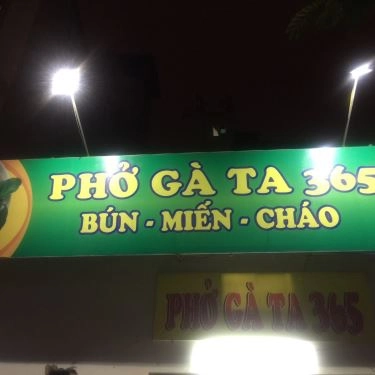 PHỞ GÀ TA 365
BÚN - MIẾN - CHÁO
PHỞ GÀ TA 365